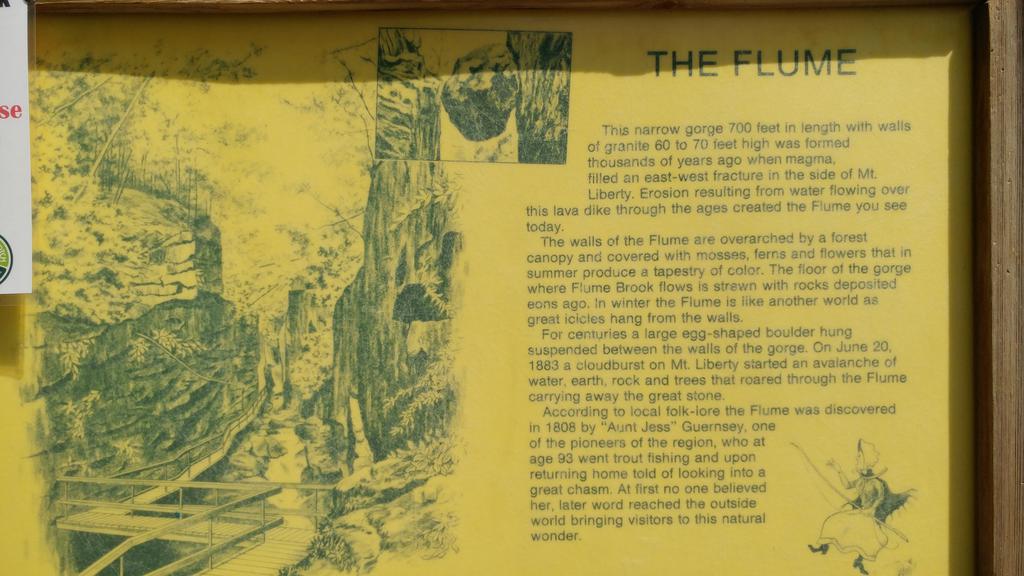 se
THE FLUME
This narrow gorge 700 feet in length with walls
of granite 60 to 70 feet high was formed
thousands of years ago when magma,
filled an east-west fracture in the side of Mt.
Liberty. Erosion resulting from water flowing over
this lava dike through the ages created the Flume you see
today.
The walls of the Flume are overarched by a forest
canopy and covered with mosses, ferns and flowers that in
summer produce a tapestry of color. The floor of the gorge
where Flume Brook flows is strewn with rocks deposited
eons ago. In winter the Flume is like another world as
great icicles hang from the walls.
For centuries a large egg-shaped boulder hung
suspended between the walls of the gorge. On June 20,
1883 a cloudburst on Mt. Liberty started an avalanche of
water, earth, rock and trees that roared through the Flume
carrying away the great stone.
According to local folk-lore the Flume was discovered
in 1808 by "Aunt Jess" Guernsey, one
of the pioneers of the region, who at
age 93 went trout fishing and upon
returning home told of looking into a
great chasm. At first no one believed
her, later word reached the outside
world bringing visitors to this natural
wonder.